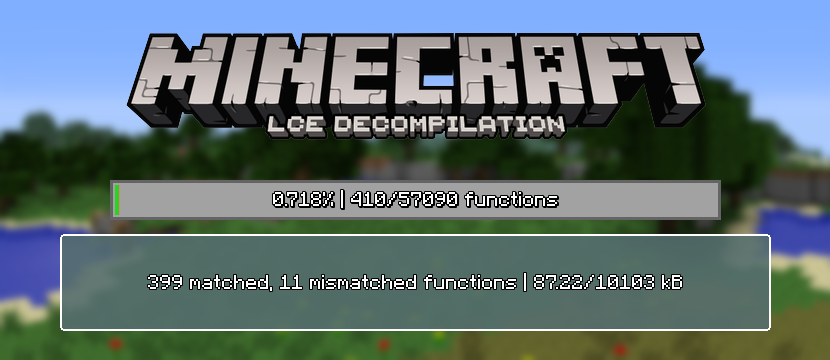 MINECRAFT
LCE DECOMPILATION
0.718% | 410/57090 functions
399 matched, 11 mismatched functions | 87.22/10103 kB